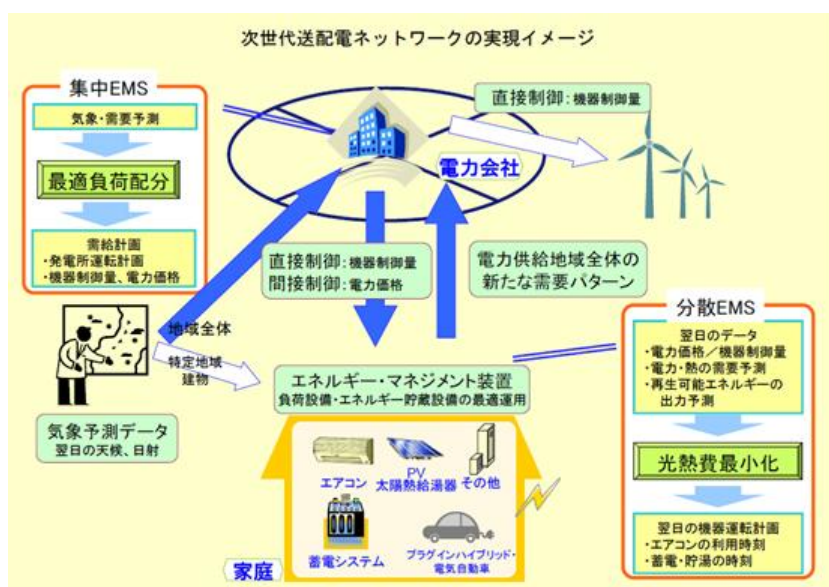 次世代送配電ネットワークの実現イメージ
集中EMS
気象・需要予測
最適負荷配分
需給計画
・発電所運転計画
・機器制御量、電力価格
直接制御：機器制御量
電力会社
直接制御：機器制御量
間接制御：電力価格
電力供給地域全体の
新たな需要パターン
地域全体
特定地域
建物
気象予測データ
翌日の天候、日射
エネルギー・マネジメント装置
負荷設備・エネルギー貯蔵設備の最適運用
エアコン
PV
太陽熱給湯器
その他
蓄電システム
プラグインハイブリッド・
電気自動車
家庭
分散EMS
翌日のデータ
・電力価格／機器制御量
・電力・熱の需要予測
・再生可能エネルギーの
出力予測
光熱費最小化
翌日の機器運転計画
・エアコンの利用時刻
・蓄電・貯湯の時刻